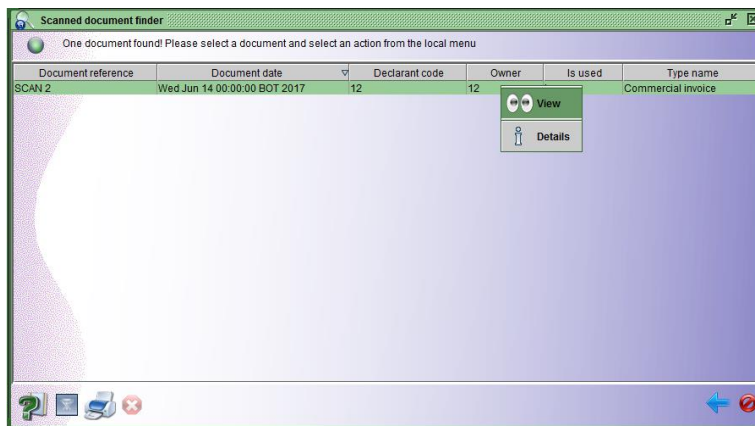 Scanned document finder
One document found! Please select a document and select an action from the local menu
Document reference Document date Declarant code Owner Is used Type name
SCAN 2 Wed Jun 14 00:00:00 BOT 2017 12 12 Commercial invoice
View
Details